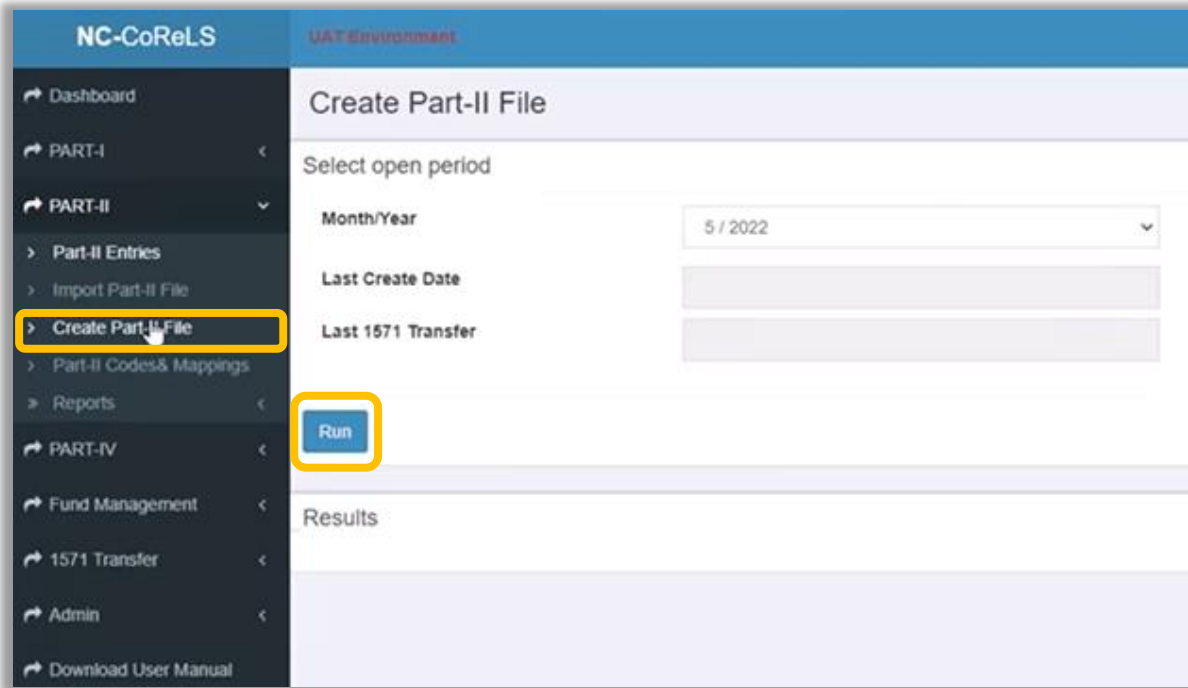 NC-CoReLS
UAT Environment
Dashboard
PART-I
PART-II
Part-II Entries
Import Part-II File
Create Part-II File
Part-II Codes& Mappings
Reports
PART-IV
Fund Management
1571 Transfer
Admin
Download User Manual
Create Part-II File
Select open period
Month/Year
5 / 2022
Last Create Date
Last 1571 Transfer
Run
Results